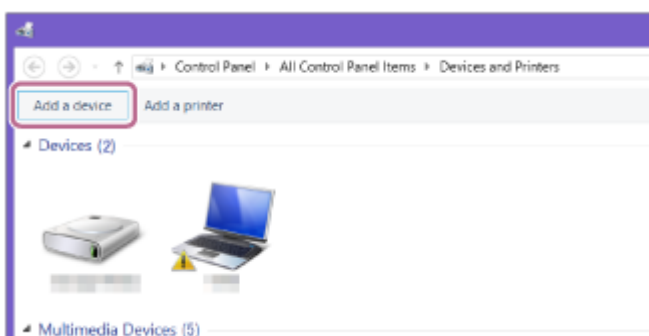 Control Panel All Control Panel Items Devices and Printers
Add a device Add a printer
Devices (2)
Multimedia Devices (5)